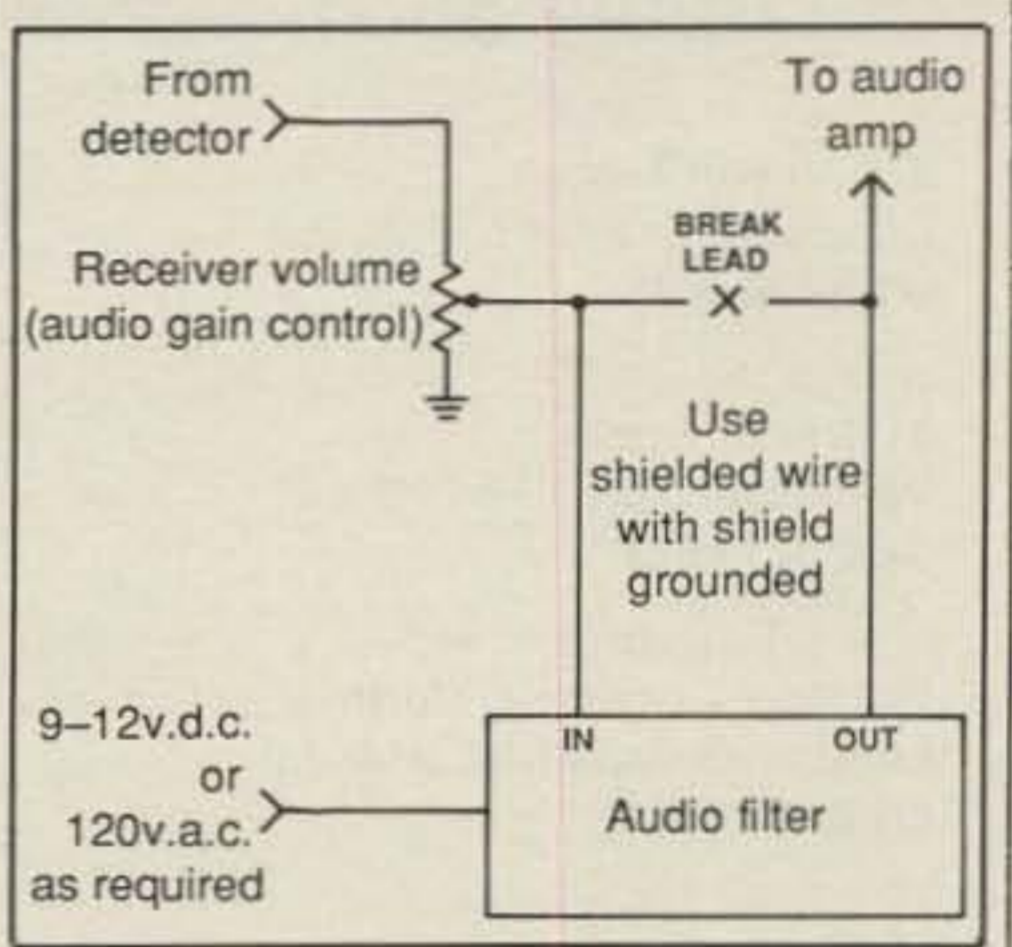 From
detector
To audio
amp
BREAK
LEAD
X
Receiver volume
(audio gain control)
Use
shielded wire
with shield
grounded
9–12v.d.c.
or
120v.a.c.
as required
IN
OUT
Audio filter